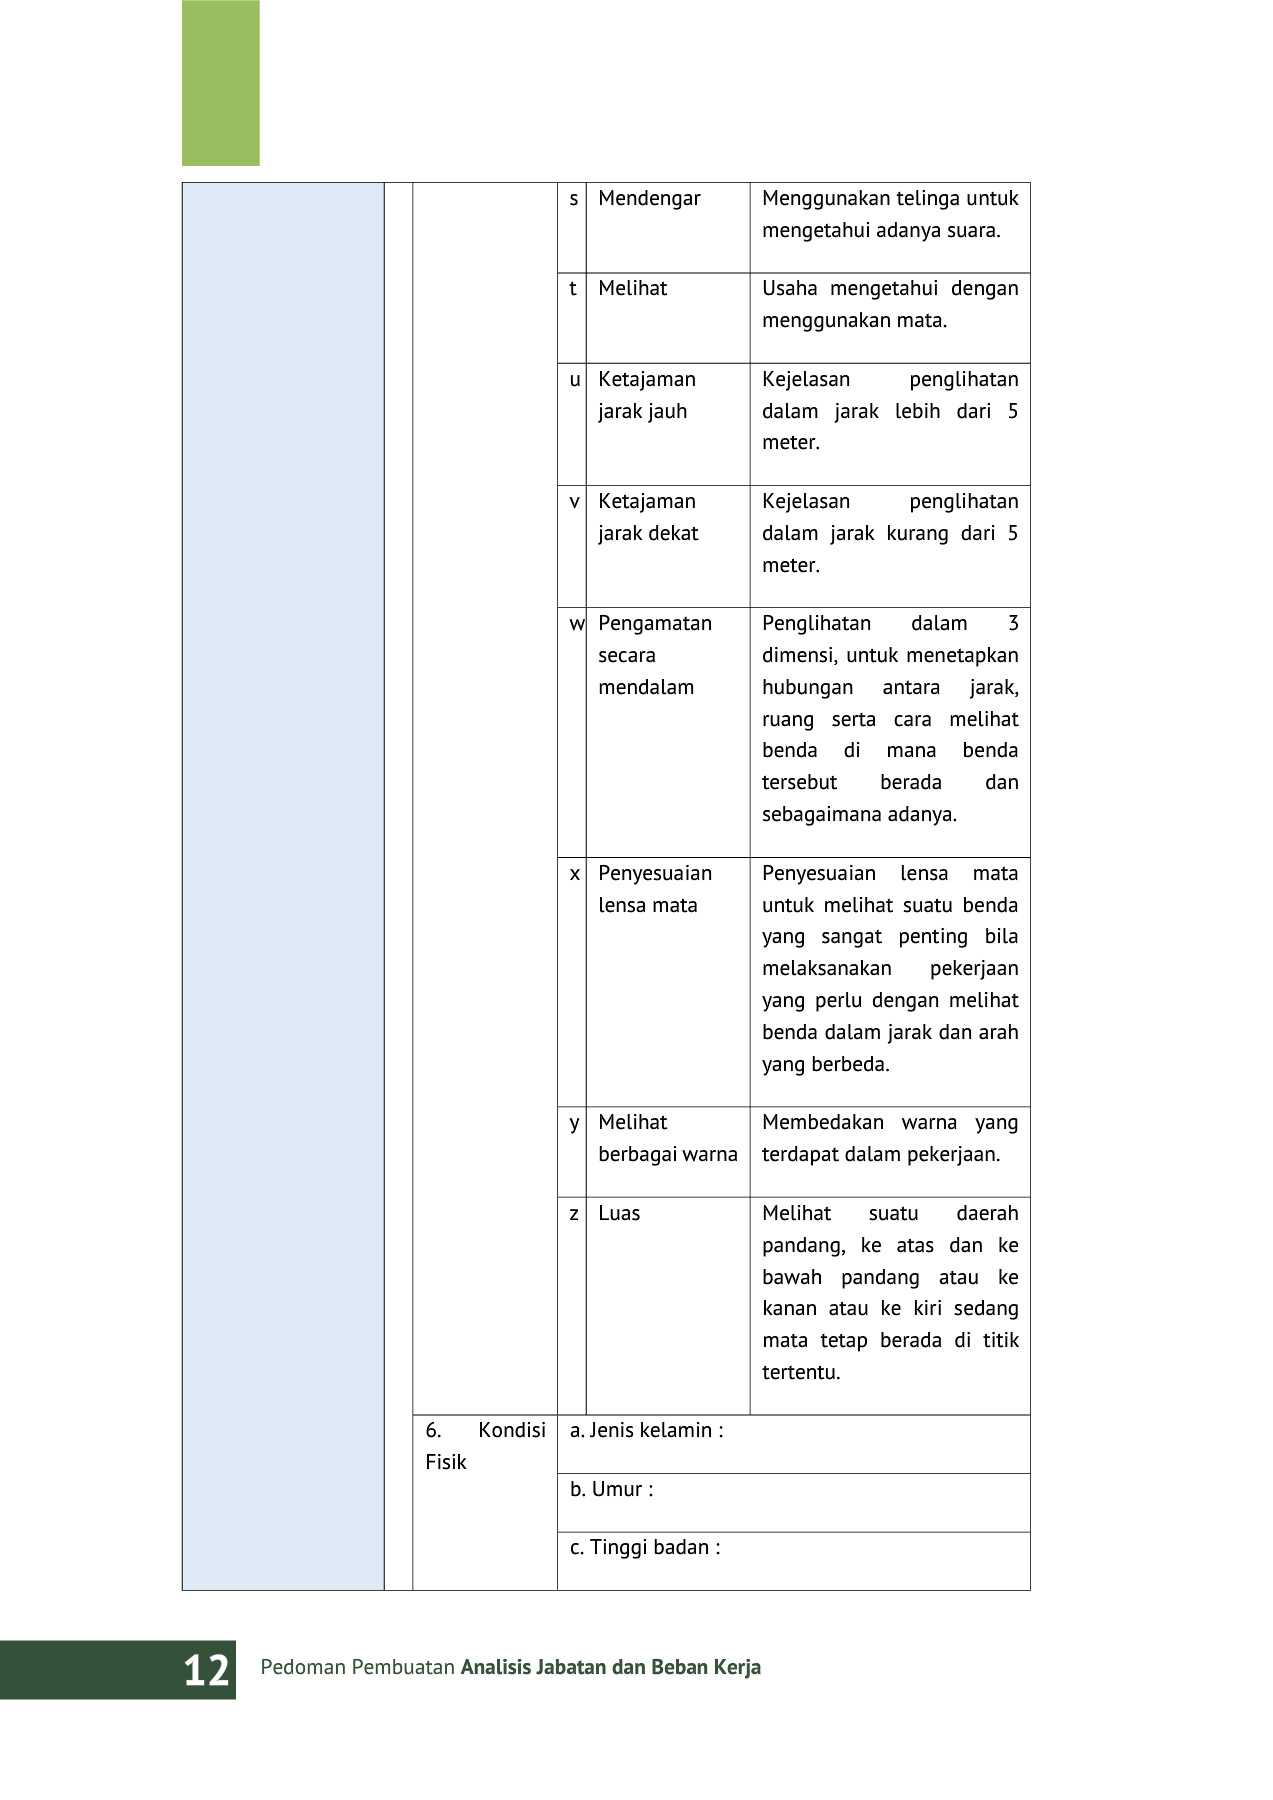 s Mendengar Menggunakan telinga untuk
mengetahui adanya suara.
t Melihat Usaha mengetahui dengan
menggunakan mata.
u Ketajaman Kejelasan penglihatan
jarak jauh dalam jarak lebih dari 5
meter.
v Ketajaman Kejelasan penglihatan
jarak dekat dalam jarak kurang dari 5
meter.
w Pengamatan Penglihatan dalam 3
secara dimensi, untuk menetapkan
mendalam hubungan antara jarak,
ruang serta cara melihat
benda di mana benda
tersebut berada dan
sebagaimana adanya.
x Penyesuaian Penyesuaian lensa mata
lensa mata untuk melihat suatu benda
yang sangat penting bila
melaksanakan pekerjaan
yang perlu dengan melihat
benda dalam jarak dan arah
yang berbeda.
y Melihat Membedakan warna yang
berbagai warna terdapat dalam pekerjaan.
z Luas Melihat suatu daerah
pandang, ke atas dan ke
bawah pandang atau ke
kanan atau ke kiri sedang
mata tetap berada di titik
tertentu.
6. Kondisi a. Jenis kelamin :
Fisik
b. Umur :
c. Tinggi badan :
12 Pedoman Pembuatan Analisis Jabatan dan Beban Kerja